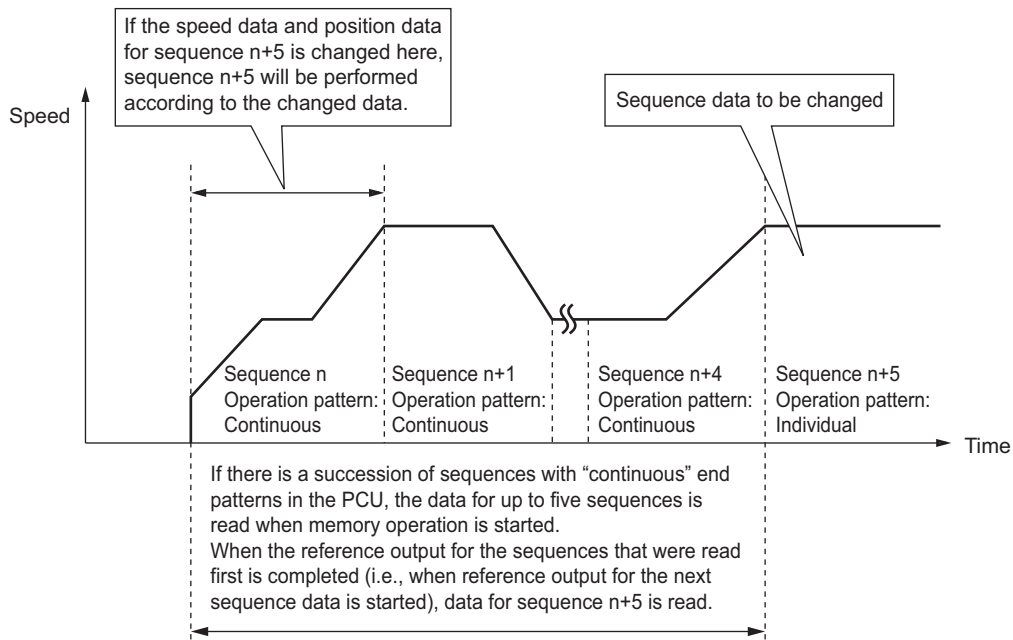 If the speed data and position data
for sequence n+5 is changed here,
sequence n+5 will be performed
according to the changed data.
Sequence data to be changed
Speed
Sequence n
Operation pattern:
Continuous
Sequence n+1
Operation pattern:
Continuous
Sequence n+4
Operation pattern:
Continuous
Sequence n+5
Operation pattern:
Individual
Time
If there is a succession of sequences with “continuous” end
patterns in the PCU, the data for up to five sequences is
read when memory operation is started.
When the reference output for the sequences that were read
first is completed (i.e., when reference output for the next
sequence data is started), data for sequence n+5 is read.